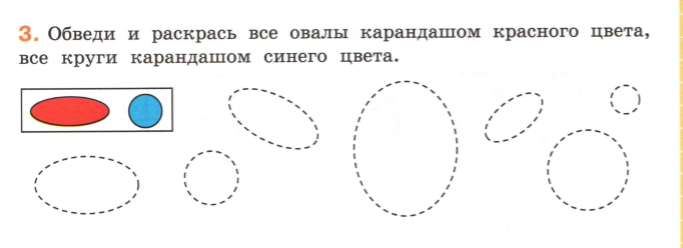 3. Обведи и раскрась все овалы карандашом красного цвета,
все круги карандашом синего цвета.